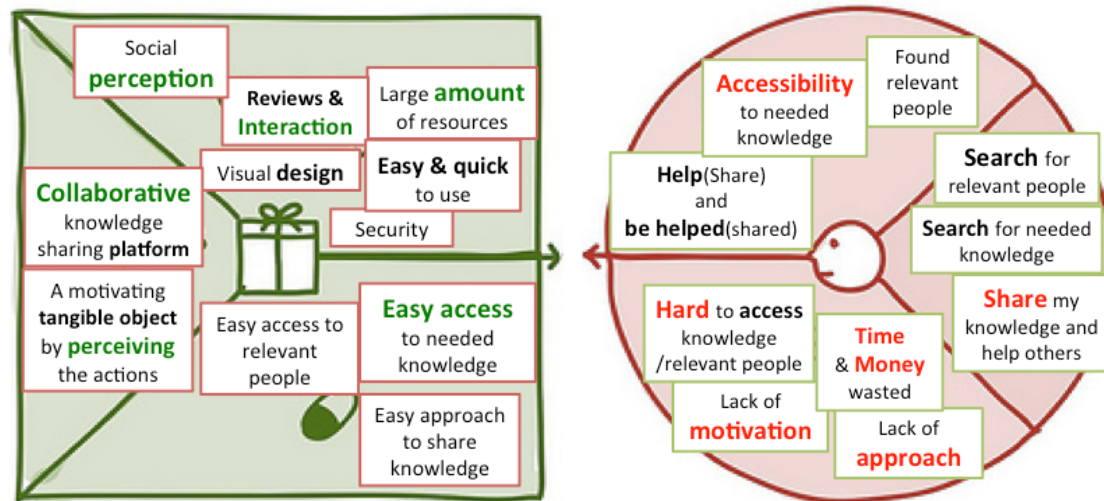 Social
perception
Reviews &
Interaction
Large amount
of resources
Visual design
Easy & quick
to use
Security
Collaborative
knowledge
sharing platform
A motivating
tangible object
by perceiving
the actions
Easy access to
relevant
people
Easy access
to needed
knowledge
Easy approach
to share
knowledge
Accessibility
to needed
knowledge
Found
relevant
people
Help(Share)
and
be helped(shared)
Search for
relevant people
Search for needed
knowledge
Share my
knowledge and
help others
Hard to access
knowledge
/relevant people
Time
& Money
wasted
Lack of
motivation
Lack of
approach